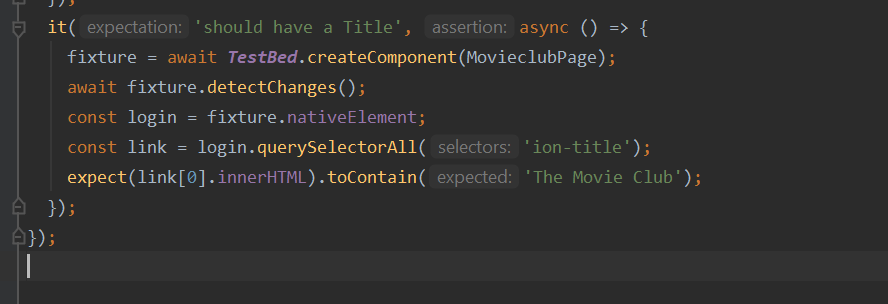 });
it( expectation: 'should have a Title', assertion: async () => {
fixture = await TestBed.createComponent(MovieclubPage);
await fixture.detectChanges();
const login = fixture.nativeElement;
const link = login.querySelectorAll( selectors: 'ion-title');
expect(link[0].innerHTML).toContain( expected: 'The Movie Club');
});
});